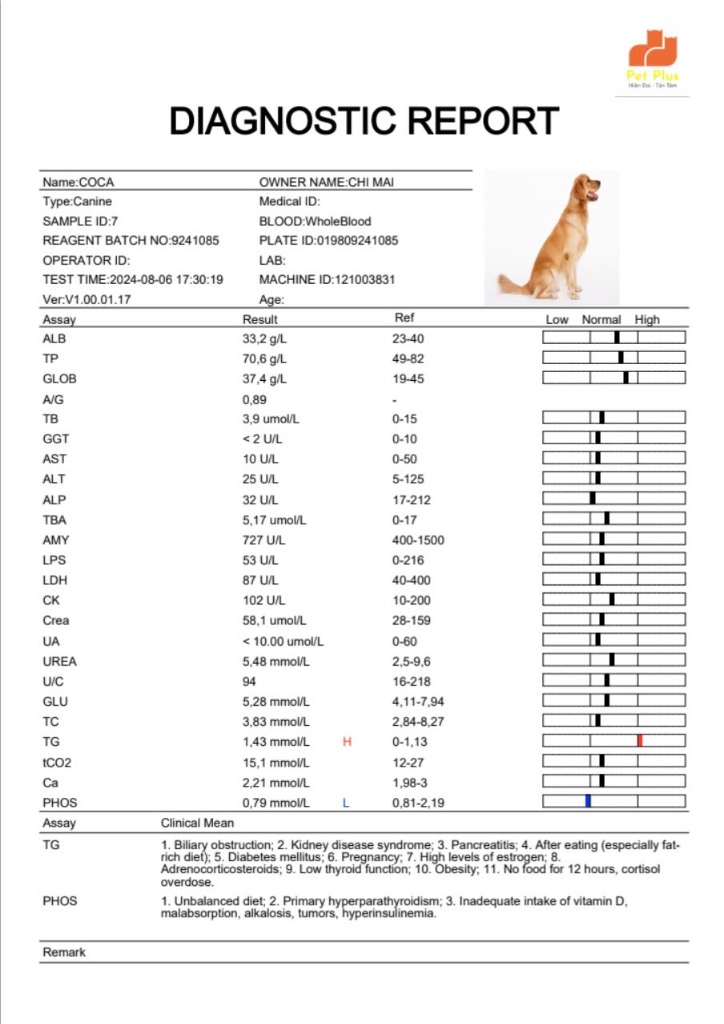 Pet Plus
Hiện Đại - Tận Tâm
DIAGNOSTIC REPORT
Name:COCA OWNER NAME:CHI MAI
Type:Canine Medical ID:
SAMPLE ID:7 BLOOD:WholeBlood
REAGENT BATCH NO:9241085 PLATE ID:019809241085
OPERATOR ID: LAB:
TEST TIME:2024-08-06 17:30:19 MACHINE ID:121003831
Ver:V1.00.01.17 Age:
Assay Result Ref Low Normal High
ALB 33,2 g/L 23-40
TP 70,6 g/L 49-82
GLOB 37,4 g/L 19-45
A/G 0,89 -
TB 3,9 umol/L 0-15
GGT < 2 U/L 0-10
AST 10 U/L 0-50
ALT 25 U/L 5-125
ALP 32 U/L 17-212
TBA 5,17 umol/L 0-17
AMY 727 U/L 400-1500
LPS 53 U/L 0-216
LDH 87 U/L 40-400
CK 102 U/L 10-200
Crea 58,1 umol/L 28-159
UA < 10.00 umol/L 0-60
UREA 5,48 mmol/L 2,5-9,6
U/C 94 16-218
GLU 5,28 mmol/L 4,11-7,94
TC 3,83 mmol/L 2,84-8,27
TG 1,43 mmol/L H 0-1,13
tCO2 15,1 mmol/L 12-27
Ca 2,21 mmol/L 1,98-3
PHOS 0,79 mmol/L L 0,81-2,19
Assay Clinical Mean
TG 1. Biliary obstruction; 2. Kidney disease syndrome; 3. Pancreatitis; 4. After eating (especially fat-
rich diet); 5. Diabetes mellitus; 6. Pregnancy; 7. High levels of estrogen; 8.
Adrenocorticosteroids; 9. Low thyroid function; 10. Obesity; 11. No food for 12 hours, cortisol
overdose.
PHOS 1. Unbalanced diet; 2. Primary hyperparathyroidism; 3. Inadequate intake of vitamin D,
malabsorption, alkalosis, tumors, hyperinsulinemia.
Remark